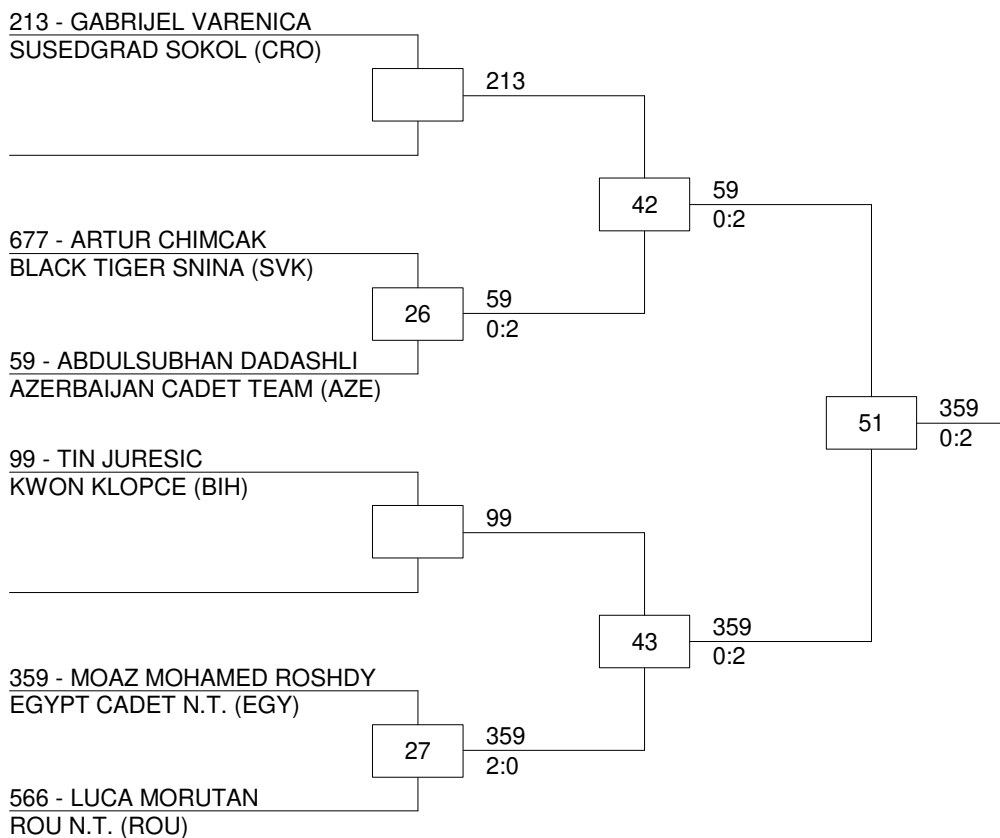 213 - GABRIJEL VARENICA
SUSEDGRAD SOKOL (CRO)
213
42
59
0:2
677 - ARTUR CHIMCAK
BLACK TIGER SNINA (SVK)
26
59
0:2
59 - ABDULSUBHAN DADASHLI
AZERBAIJAN CADET TEAM (AZE)
51
359
0:2
99 - TIN JURESIC
KWON KLOPCE (BIH)
99
43
359
0:2
359 - MOAZ MOHAMED ROSHDY
EGYPT CADET N.T. (EGY)
27
359
2:0
566 - LUCA MORUTAN
ROU N.T. (ROU)